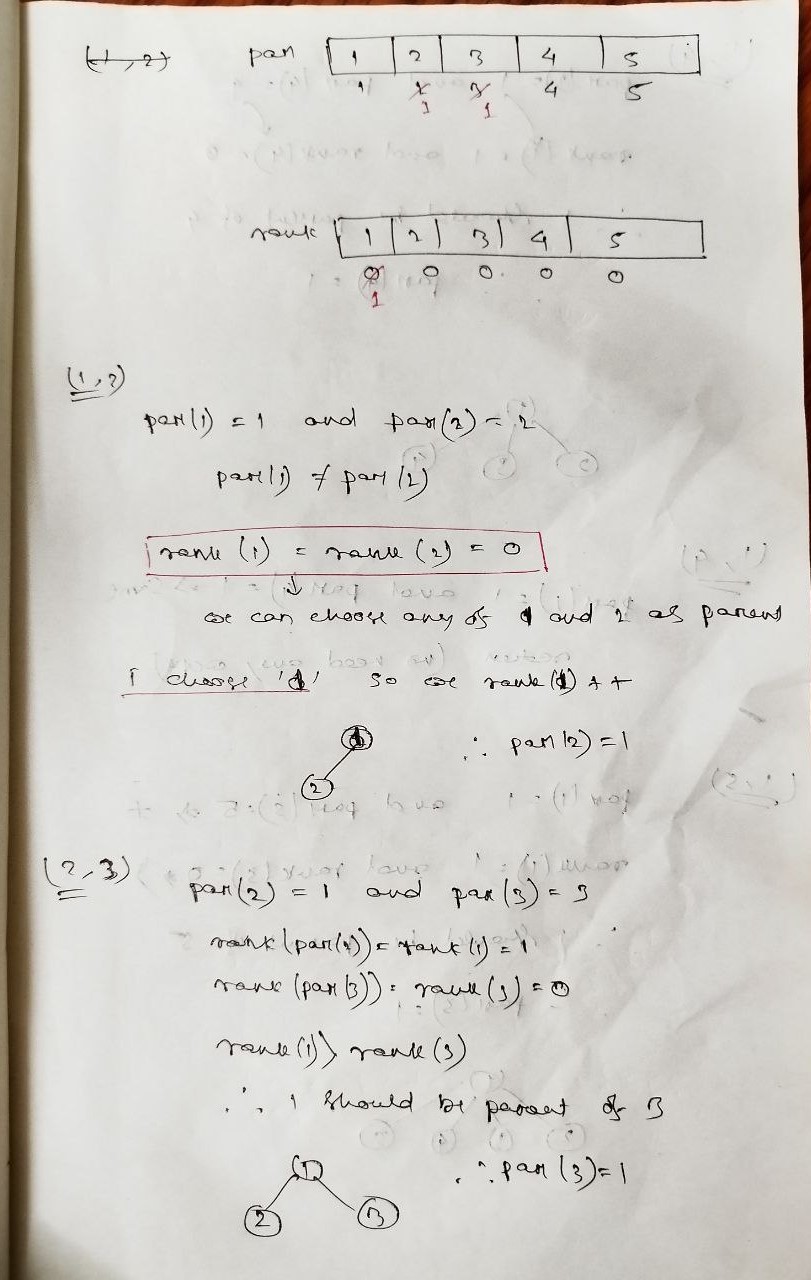 (1,2) par 1 2 3 4 5
1 2 3 4 5
1 1
rank 1 2 3 4 5
0 0 0 0 0
1
(1,2)
par(1) = 1 and par(2) = 2
par(1) ≠ par(2)
rank (1) = rank (2) = 0
↓
we can choose any of 1 and 2 as parent
I choose '1' so we rank(1)++
1
∴ par(2)=1
2
(2,3)
par(2) = 1 and par(3) = 3
rank(par(2)) = rank(1) = 1
rank (par(3)) = rank(3) = 0
rank(1) > rank(3)
∴ 1 should be parent of 3
1
∴ par(3)=1
2 3